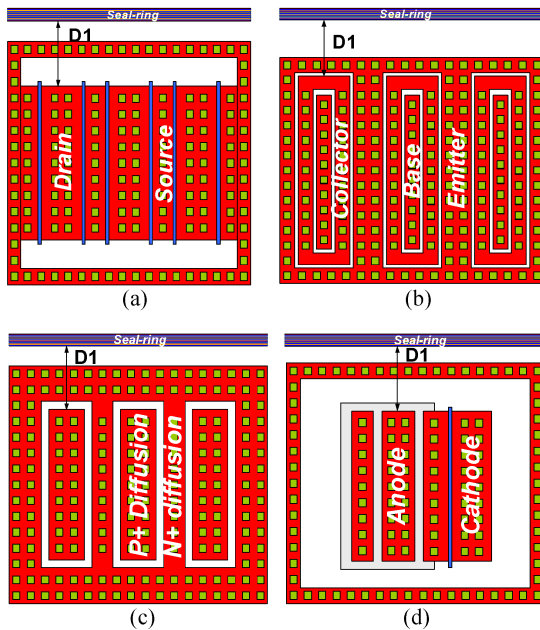 Seal-ring
Seal-ring
D1
D1
Drain
Source
Collector
Base
Emitter
(a)
(b)
Seal-ring
Seal-ring
D1
D1
P+ Diffusion
N+ diffusion
Anode
Cathode
(c)
(d)